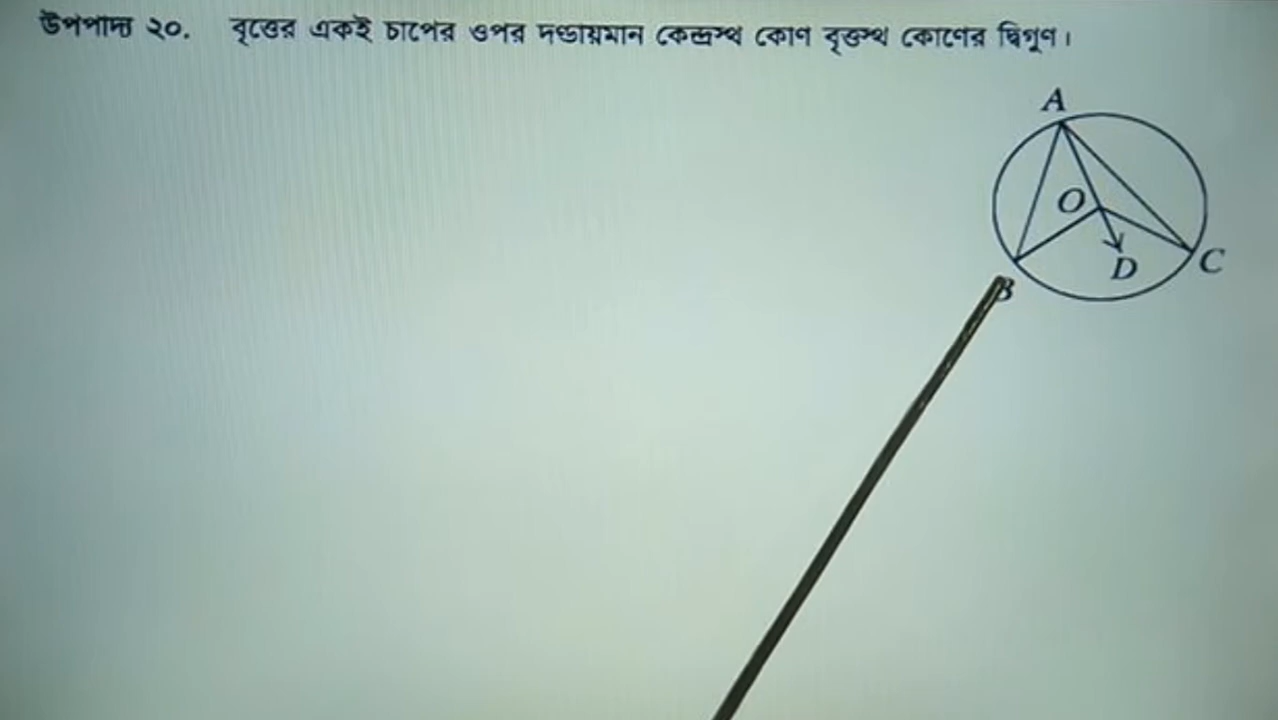 উপপাদ্য ২০. বৃত্তের একই চাপের ওপর দণ্ডায়মান কেন্দ্রস্থ কোণ বৃত্তস্থ কোণের দ্বিগুণ।
A
O
D
C
B